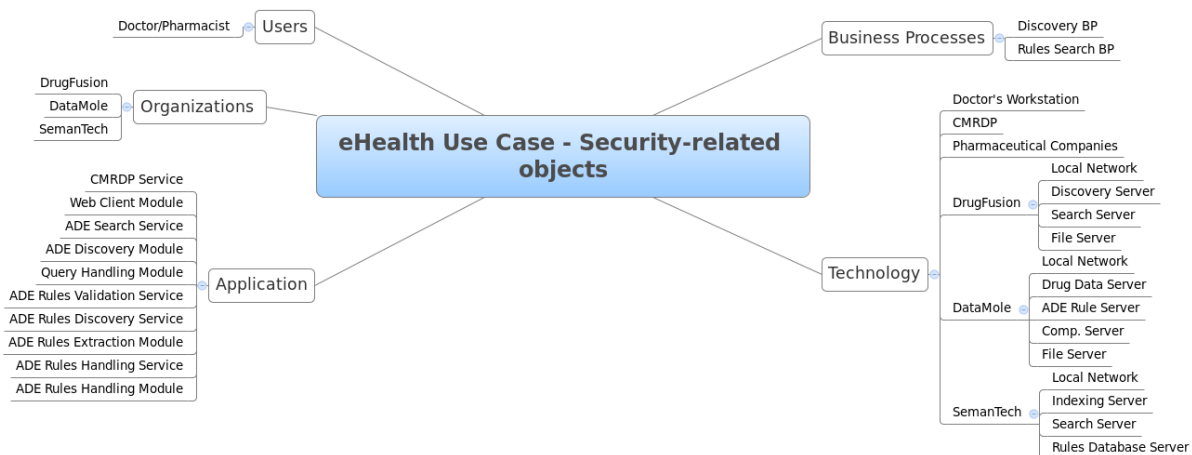 eHealth Use Case - Security-related
objects
Users
Doctor/Pharmacist
Organizations
DrugFusion
DataMole
SemanTech
Application
CMRDP Service
Web Client Module
ADE Search Service
ADE Discovery Module
Query Handling Module
ADE Rules Validation Service
ADE Rules Discovery Service
ADE Rules Extraction Module
ADE Rules Handling Service
ADE Rules Handling Module
Business Processes
Discovery BP
Rules Search BP
Technology
Doctor's Workstation
CMRDP
Pharmaceutical Companies
DrugFusion
Local Network
Discovery Server
Search Server
File Server
DataMole
Local Network
Drug Data Server
ADE Rule Server
Comp. Server
File Server
SemanTech
Local Network
Indexing Server
Search Server
Rules Database Server